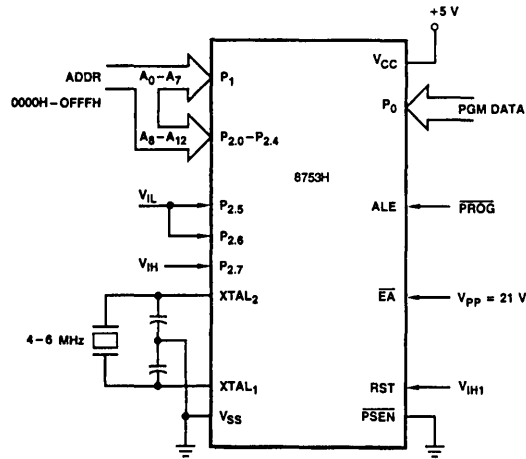 +5 V
VCC
ADDR
A0–A7
P1
0000H–OFFFH
P0
PGM DATA
A8–A12
P2.0–P2.4
8753H
VIL
P2.5
ALE
PROG
P2.6
VIH
P2.7
XTAL2
EA
VPP = 21 V
4–6 MHz
XTAL1
RST
VIH1
VSS
PSEN